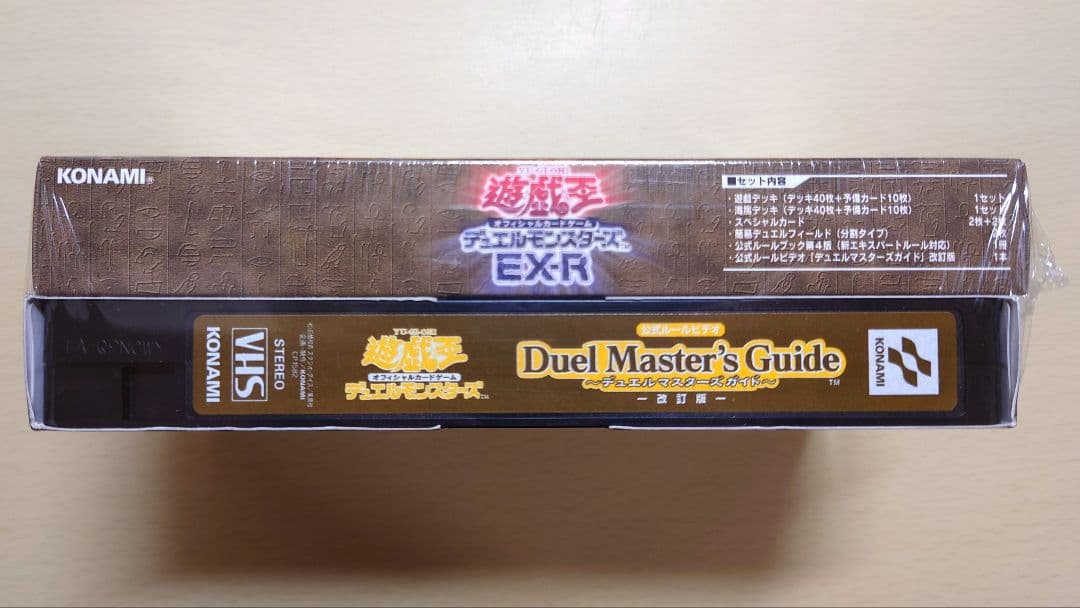 KONAMI
YU-GI-OH!
遊戯王
オフィシャルカードゲーム
デュエルモンスターズ™
EX-R
■セット内容
・遊戯デッキ（デッキ40枚＋予備カード10枚） 1セット
・海馬デッキ（デッキ40枚＋予備カード10枚） 1セット
・スペシャルカード 2枚＋2枚
・簡易デュエルフィールド（分割タイプ） 枚
・公式ルールブック第4版（新エキスパートルール対応） 1冊
・公式ルールビデオ「デュエルマスターズガイド」改訂版 1本
KONAMI
VHS
STEREO
YU-GI-OH!
遊戯王
オフィシャルカードゲーム
デュエルモンスターズ™
公式ルールビデオ
Duel Master's Guide™
〜デュエルマスターズガイド〜
－改訂版－
KONAMI